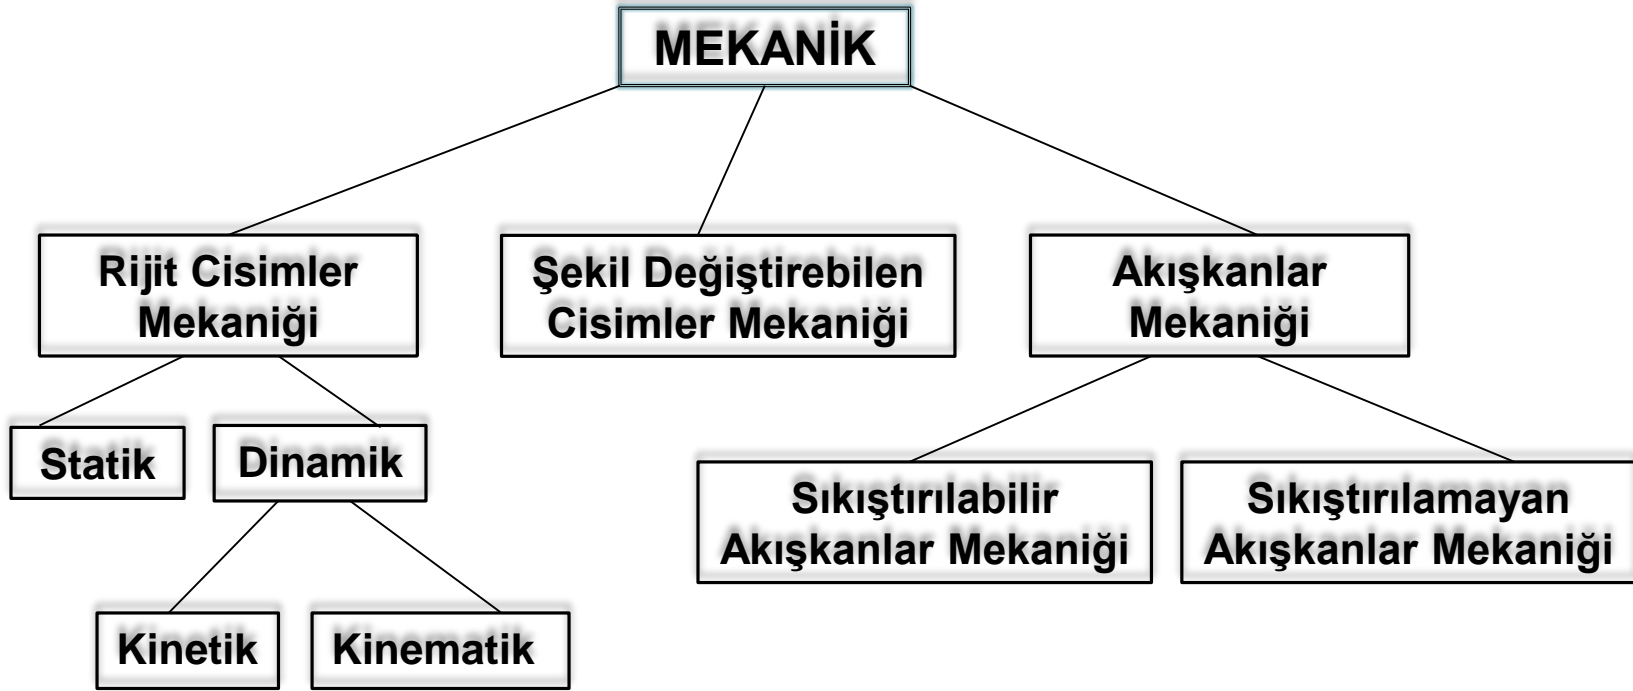 MEKANİK
Rijit Cisimler
Mekaniği
Şekil Değiştirebilen
Cisimler Mekaniği
Akışkanlar
Mekaniği
Statik
Dinamik
Sıkıştırılabilir
Akışkanlar Mekaniği
Sıkıştırılamayan
Akışkanlar Mekaniği
Kinetik
Kinematik